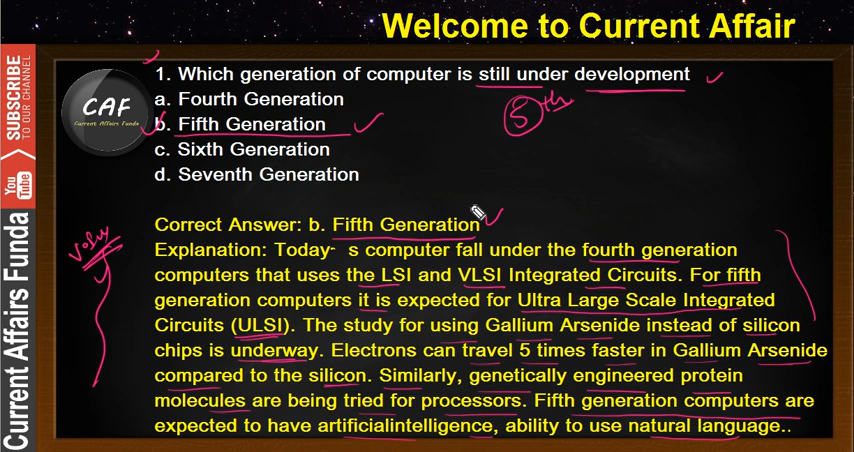 Welcome to Current Affair
SUBSCRIBE
TO OUR CHANNEL
You Tube
Current Affairs Funda
CAF
Current Affairs Funda
1. Which generation of computer is still under development
a. Fourth Generation
5th
b. Fifth Generation
c. Sixth Generation
d. Seventh Generation
Correct Answer: b. Fifth Generation
Explanation: Today- s computer fall under the fourth generation
computers that uses the LSI and VLSI Integrated Circuits. For fifth
generation computers it is expected for Ultra Large Scale Integrated
Circuits (ULSI). The study for using Gallium Arsenide instead of silicon
chips is underway. Electrons can travel 5 times faster in Gallium Arsenide
compared to the silicon. Similarly, genetically engineered protein
molecules are being tried for processors. Fifth generation computers are
expected to have artificialintelligence, ability to use natural language..